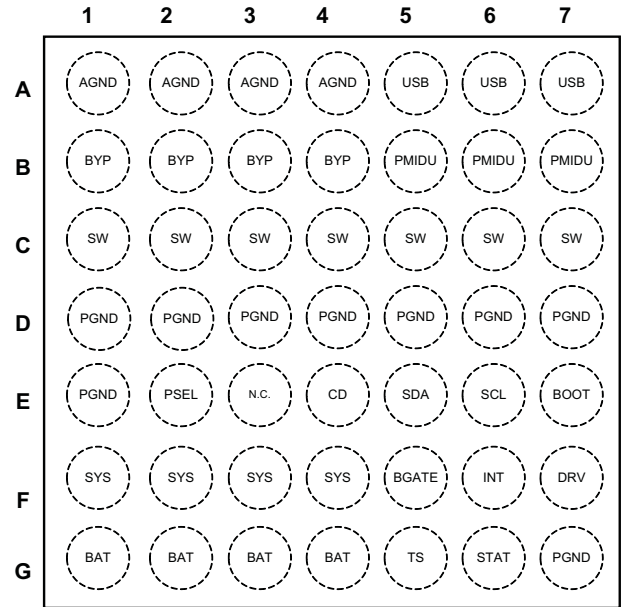 1 2 3 4 5 6 7
A AGND AGND AGND AGND USB USB USB
B BYP BYP BYP BYP PMIDU PMIDU PMIDU
C SW SW SW SW SW SW SW
D PGND PGND PGND PGND PGND PGND PGND
E PGND PSEL N.C. CD SDA SCL BOOT
F SYS SYS SYS SYS BGATE INT DRV
G BAT BAT BAT BAT TS STAT PGND